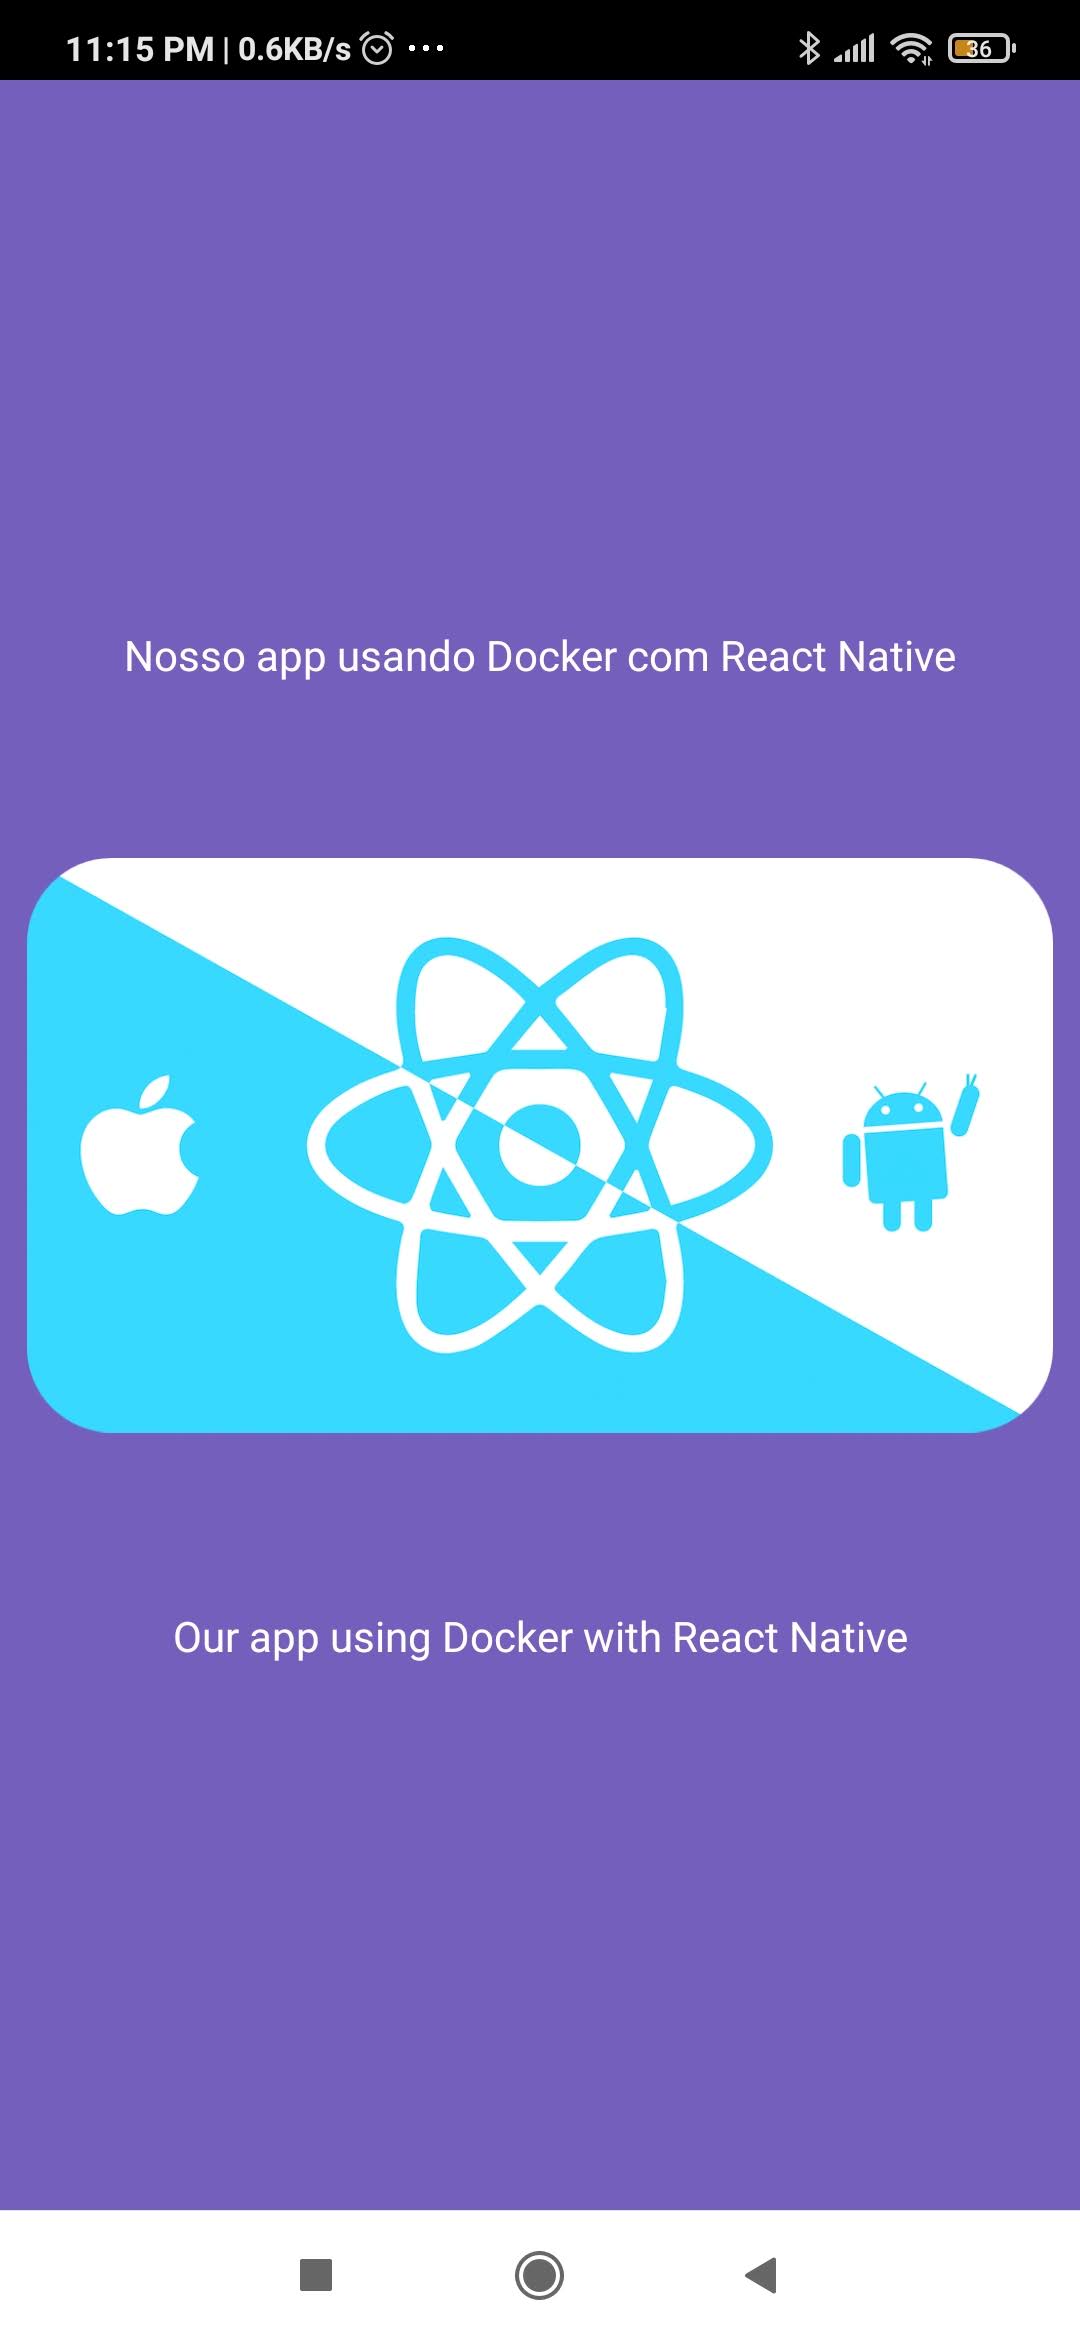 11:15 PM | 0.6KB/s ...
36
Nosso app usando Docker com React Native
Our app using Docker with React Native